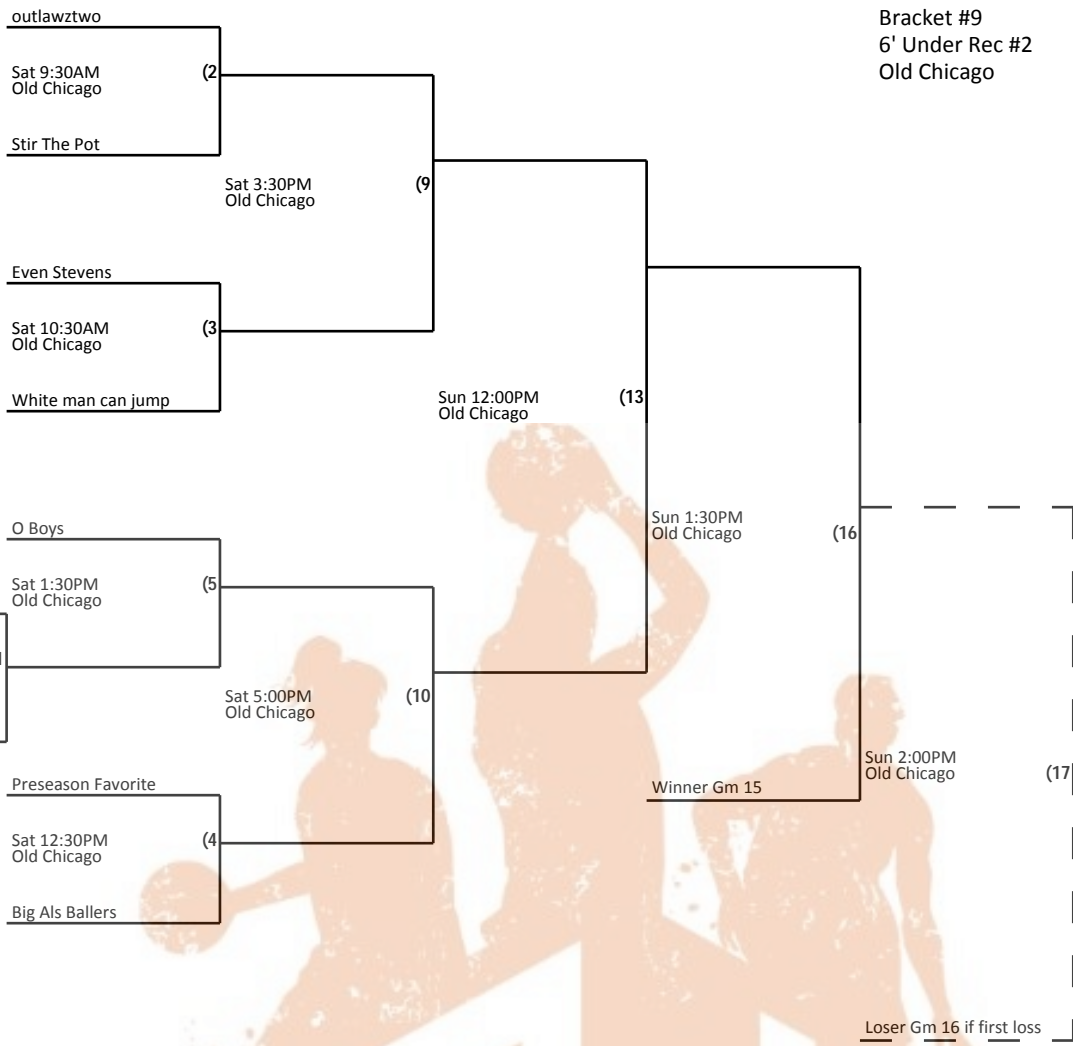 outlawztwo
Bracket #9
6' Under Rec #2
Old Chicago
Sat 9:30AM
Old Chicago
(2
Stir The Pot
Sat 3:30PM
Old Chicago
(9
Even Stevens
Sat 10:30AM
Old Chicago
(3
White man can jump
Sun 12:00PM
Old Chicago
(13
O Boys
Sat 1:30PM
Old Chicago
(5
Sun 1:30PM
Old Chicago
(16
Sat 5:00PM
Old Chicago
(10
Preseason Favorite
Sat 12:30PM
Old Chicago
(4
Big Als Ballers
Winner Gm 15
Sun 2:00PM
Old Chicago
(17
Loser Gm 16 if first loss